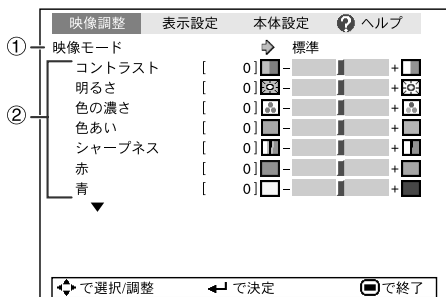 映像調整 表示設定 本体設定 ? ヘルプ
① 映像モード 標準
② コントラスト [ 0] - +
明るさ [ 0] - +
色の濃さ [ 0] - +
色あい [ 0] - +
シャープネス [ 0] - +
赤 [ 0] - +
青 [ 0] - +
▼
で選択/調整 で決定 で終了